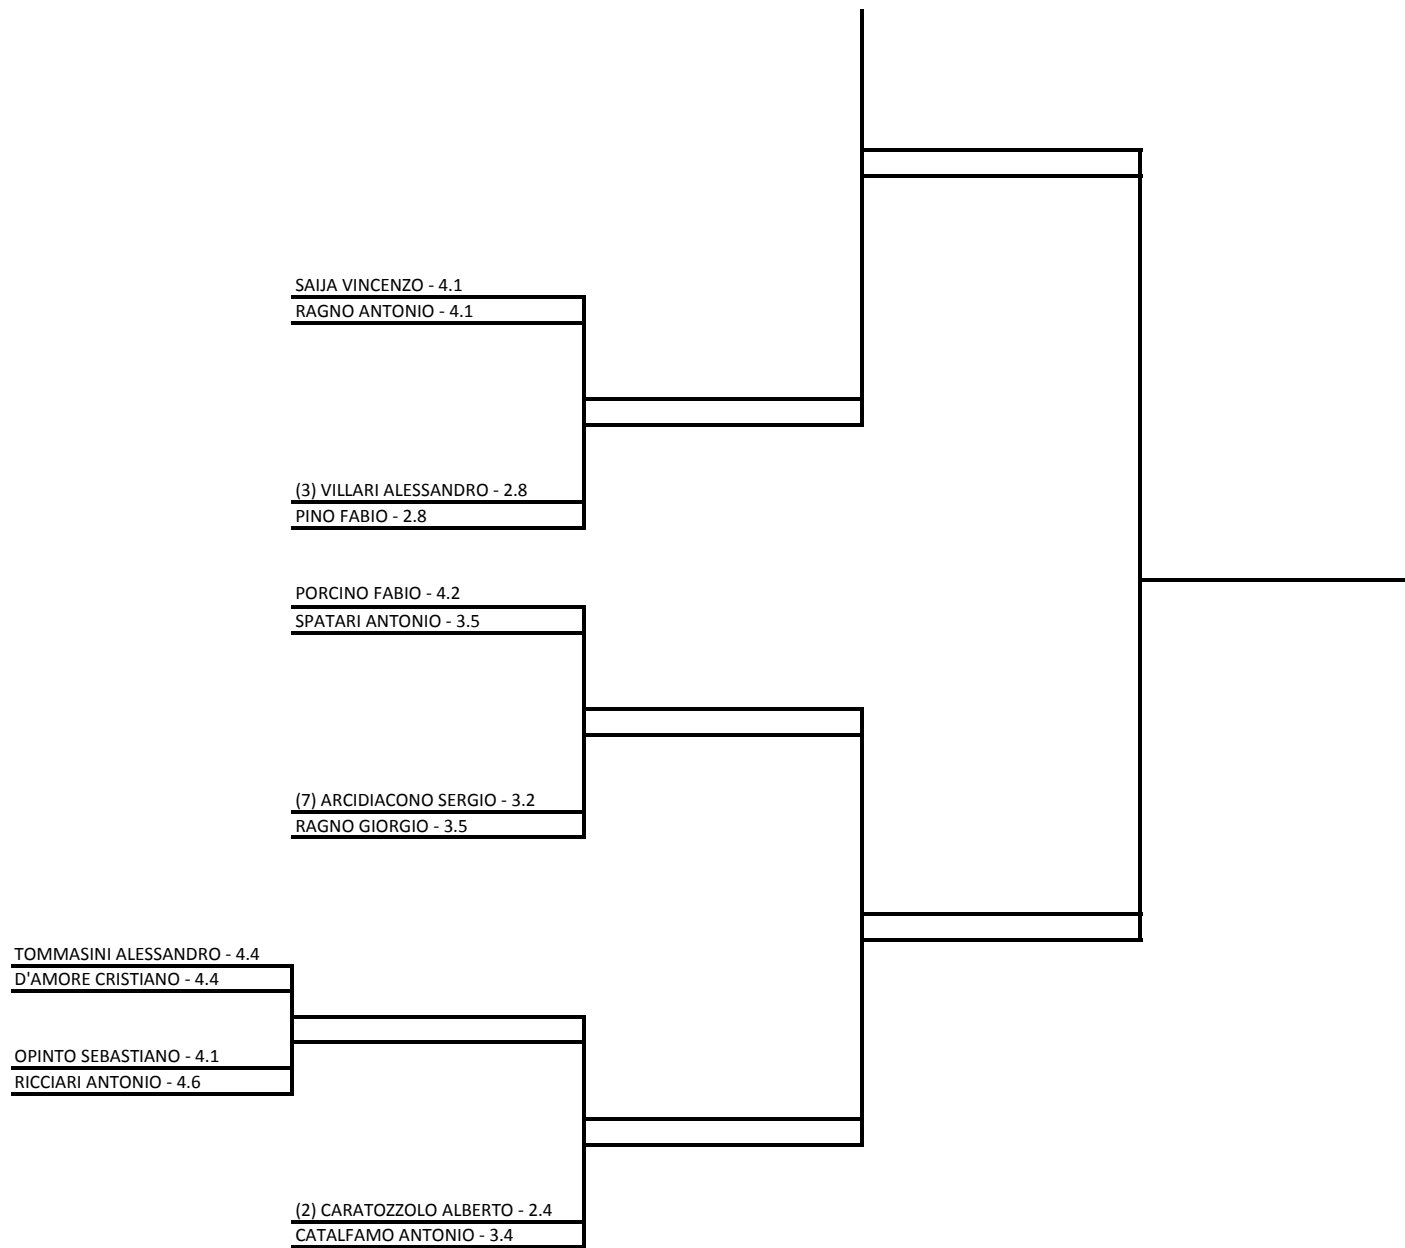 SAIJA VINCENZO - 4.1
RAGNO ANTONIO - 4.1
(3) VILLARI ALESSANDRO - 2.8
PINO FABIO - 2.8
PORCINO FABIO - 4.2
SPATARI ANTONIO - 3.5
(7) ARCIDIACONO SERGIO - 3.2
RAGNO GIORGIO - 3.5
TOMMASINI ALESSANDRO - 4.4
D'AMORE CRISTIANO - 4.4
OPINTO SEBASTIANO - 4.1
RICCIARI ANTONIO - 4.6
(2) CARATOZZOLO ALBERTO - 2.4
CATALFAMO ANTONIO - 3.4